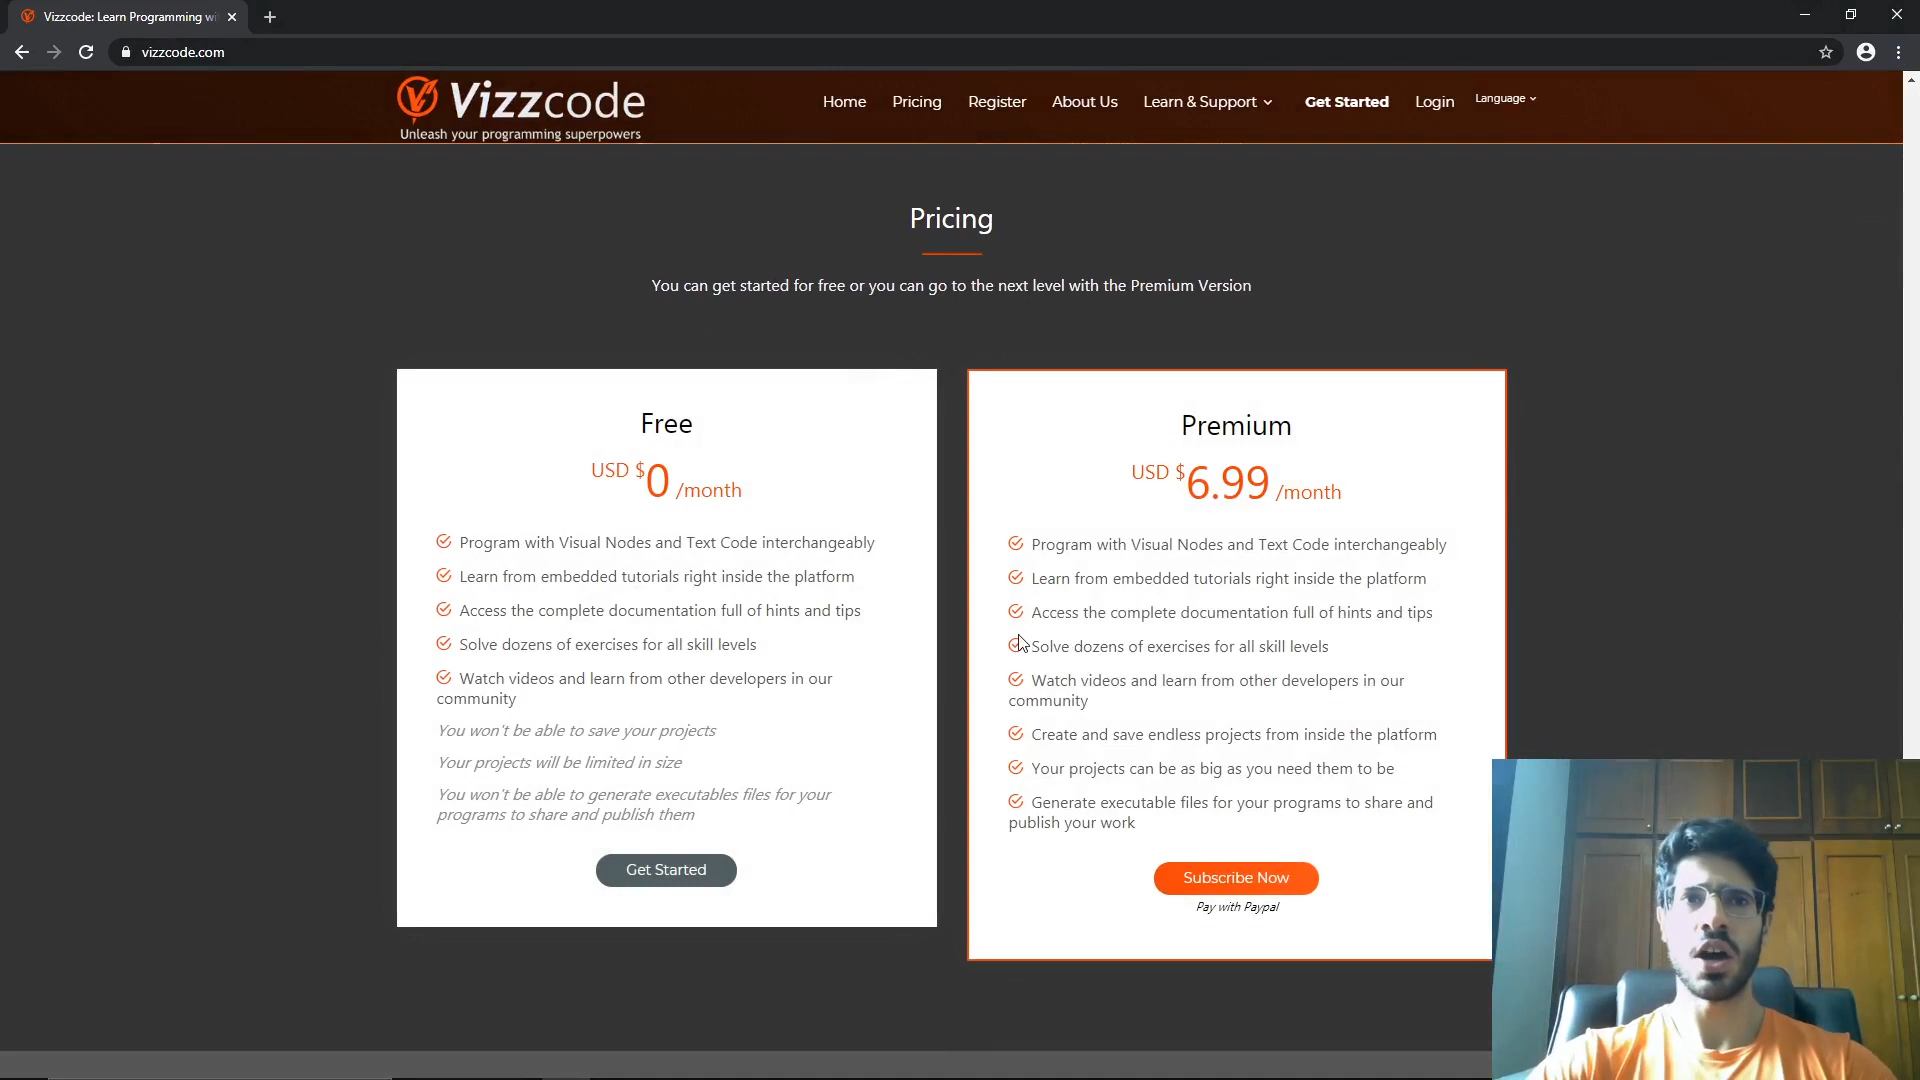 Vizzcode: Learn Programming wi
vizzcode.com
Vizzcode
Unleash your programming superpowers
Home
Pricing
Register
About Us
Learn & Support
Get Started
Login
Language
Pricing
You can get started for free or you can go to the next level with the Premium Version
Free
USD $0 /month
Program with Visual Nodes and Text Code interchangeably
Learn from embedded tutorials right inside the platform
Access the complete documentation full of hints and tips
Solve dozens of exercises for all skill levels
Watch videos and learn from other developers in our
community
You won't be able to save your projects
Your projects will be limited in size
You won't be able to generate executables files for your
programs to share and publish them
Get Started
Premium
USD $6.99 /month
Program with Visual Nodes and Text Code interchangeably
Learn from embedded tutorials right inside the platform
Access the complete documentation full of hints and tips
Solve dozens of exercises for all skill levels
Watch videos and learn from other developers in our
community
Create and save endless projects from inside the platform
Your projects can be as big as you need them to be
Generate executable files for your programs to share and
publish your work
Subscribe Now
Pay with Paypal